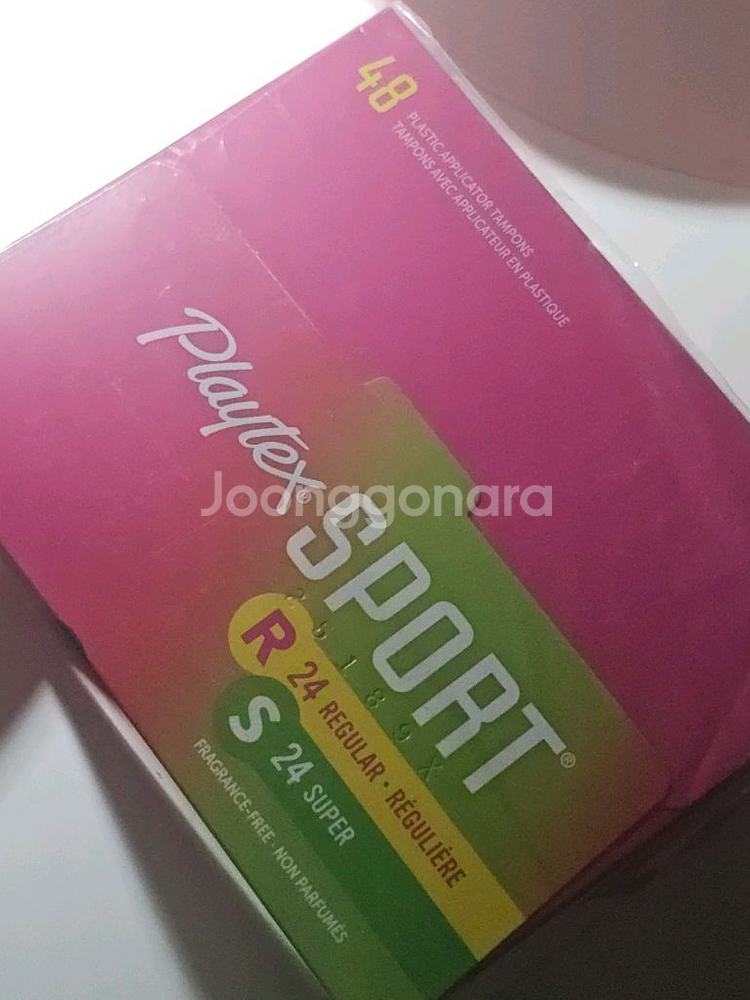 48
PLASTIC APPLICATOR TAMPONS
TAMPONS AVEC APPLICATEUR EN PLASTIQUE
Playtex®
Joonggonara
SPORT®
26189X
R 24 REGULAR · RÉGULIÈRE
S 24 SUPER
FRAGRANCE-FREE · NON PARFUMÉS